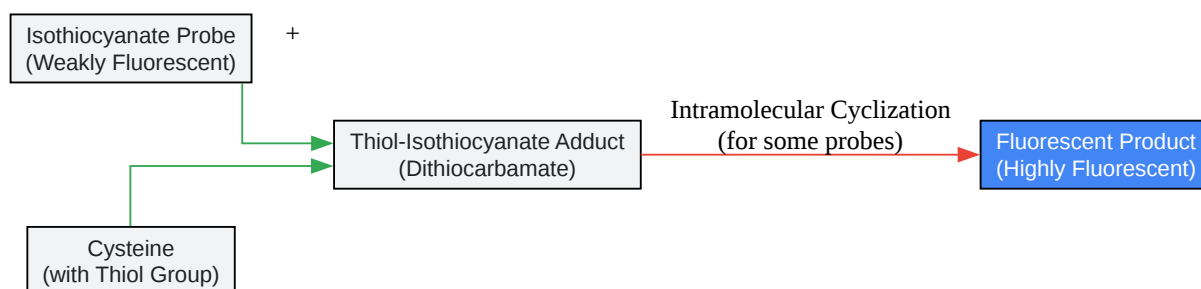 Isothiocyanate Probe
(Weakly Fluorescent)
+
Thiol-Isothiocyanate Adduct
(Dithiocarbamate)
Intramolecular Cyclization
(for some probes)
Fluorescent Product
(Highly Fluorescent)
Cysteine
(with Thiol Group)